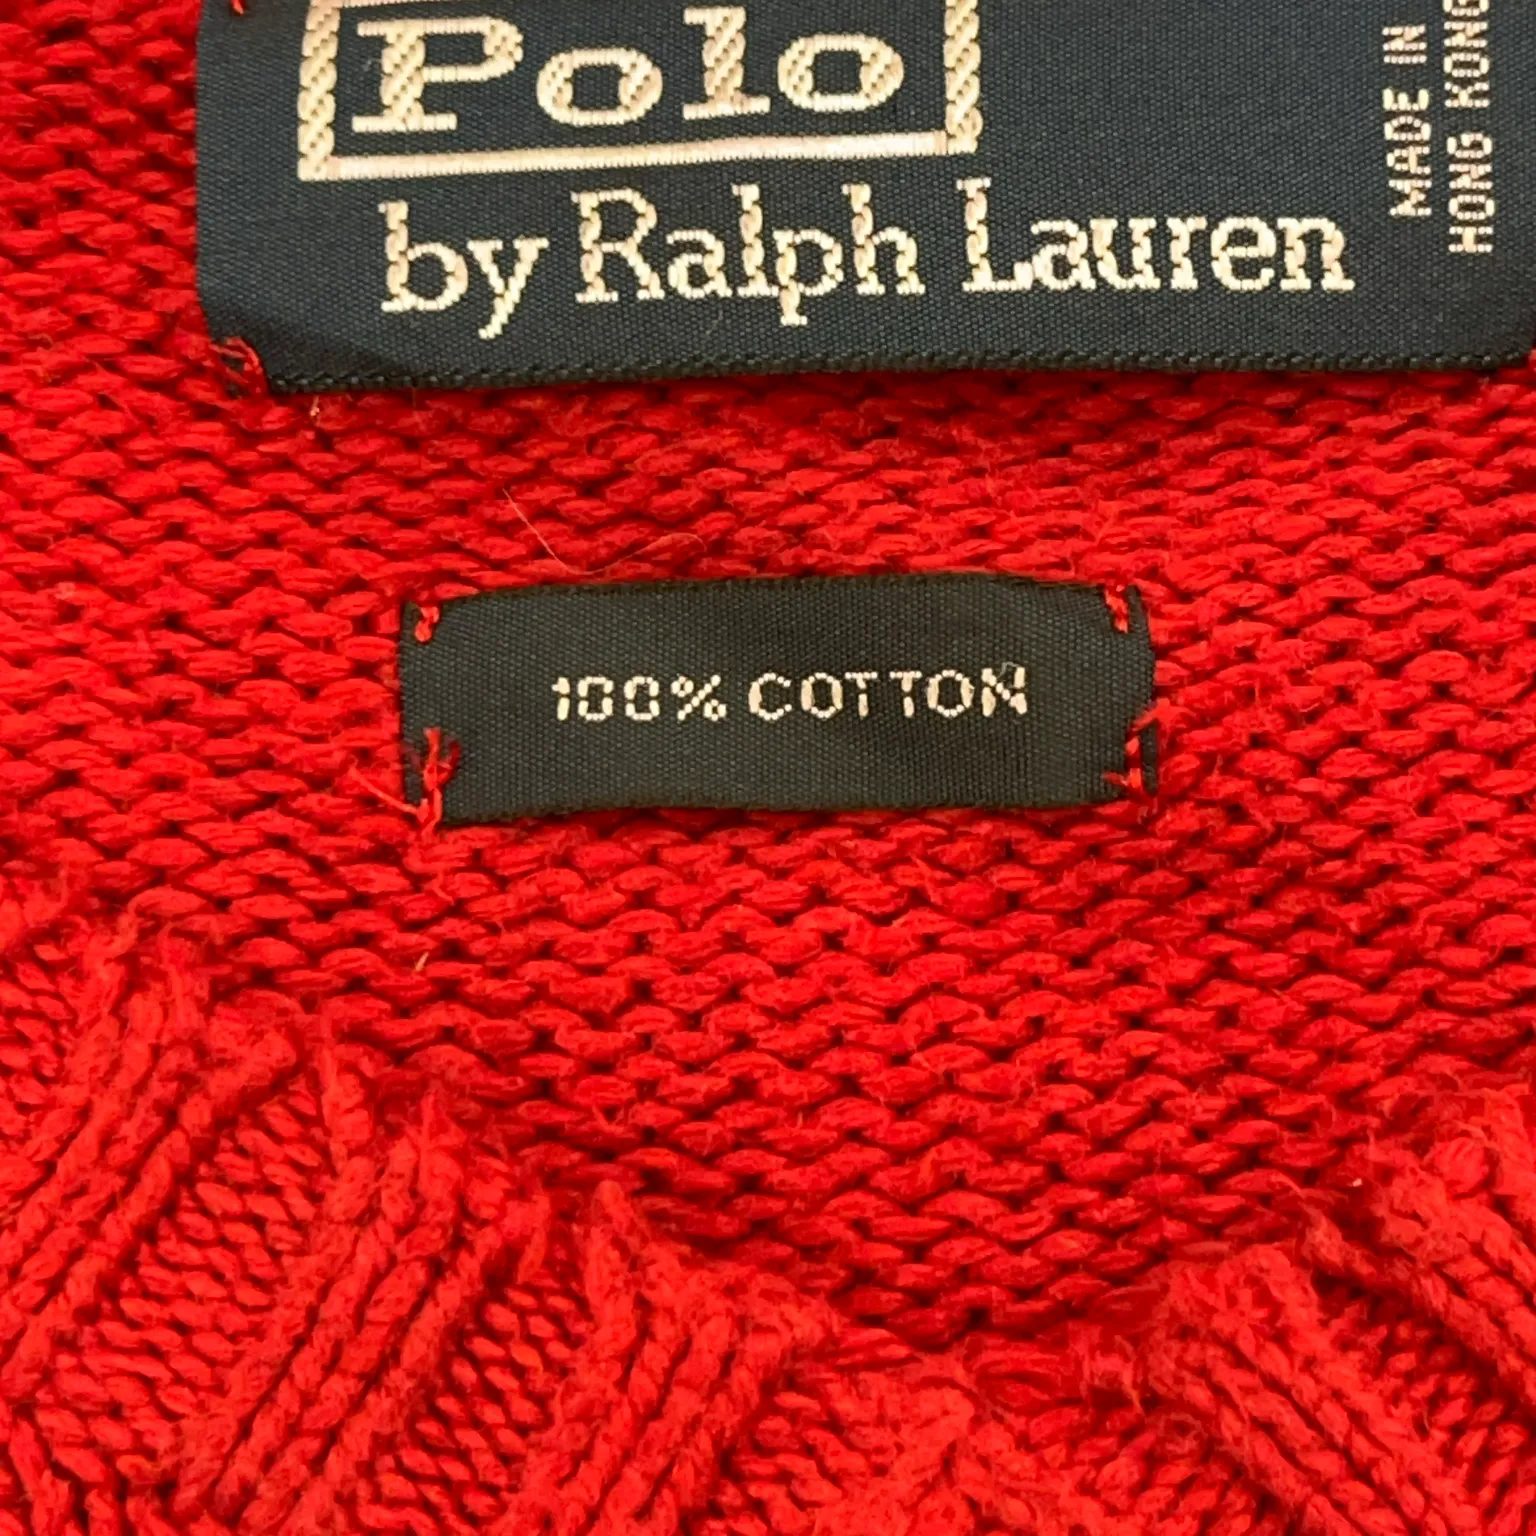 Polo
by Ralph Lauren
MADE IN
HONG KONG
100% COTTON